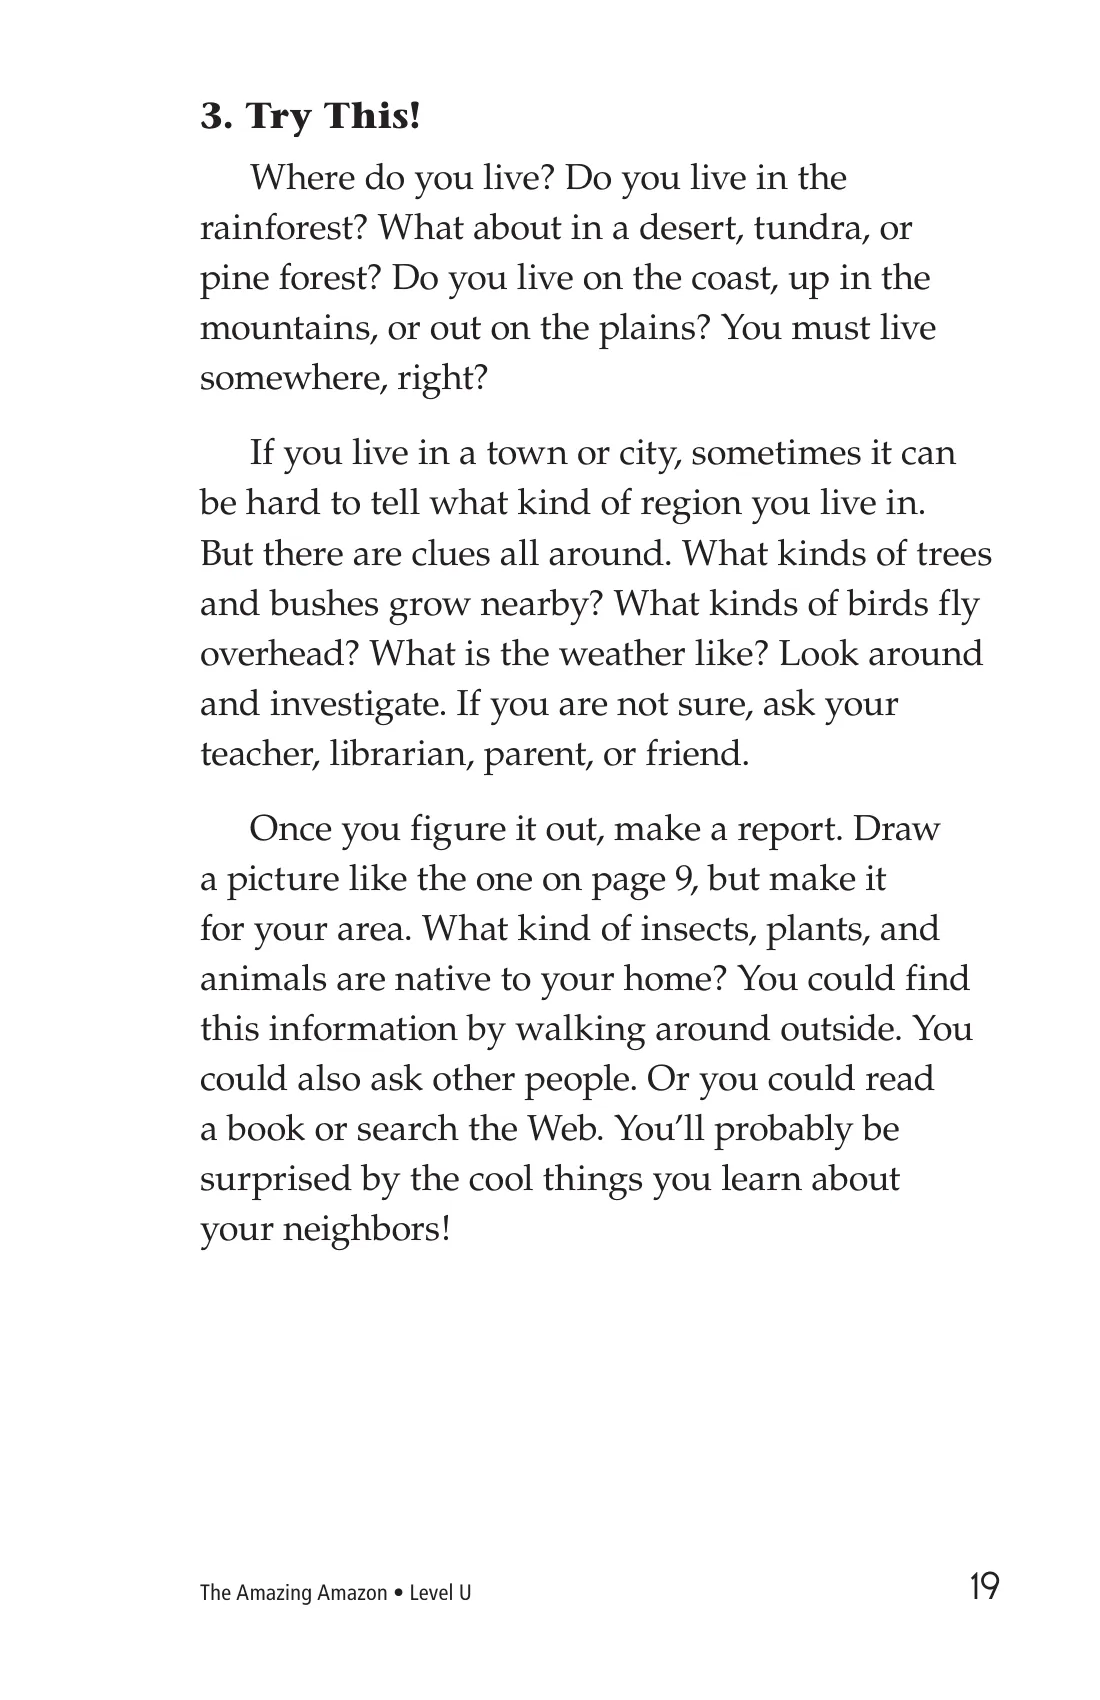 3. Try This!
Where do you live? Do you live in the
rainforest? What about in a desert, tundra, or
pine forest? Do you live on the coast, up in the
mountains, or out on the plains? You must live
somewhere, right?
If you live in a town or city, sometimes it can
be hard to tell what kind of region you live in.
But there are clues all around. What kinds of trees
and bushes grow nearby? What kinds of birds fly
overhead? What is the weather like? Look around
and investigate. If you are not sure, ask your
teacher, librarian, parent, or friend.
Once you figure it out, make a report. Draw
a picture like the one on page 9, but make it
for your area. What kind of insects, plants, and
animals are native to your home? You could find
this information by walking around outside. You
could also ask other people. Or you could read
a book or search the Web. You’ll probably be
surprised by the cool things you learn about
your neighbors!
The Amazing Amazon • Level U 19